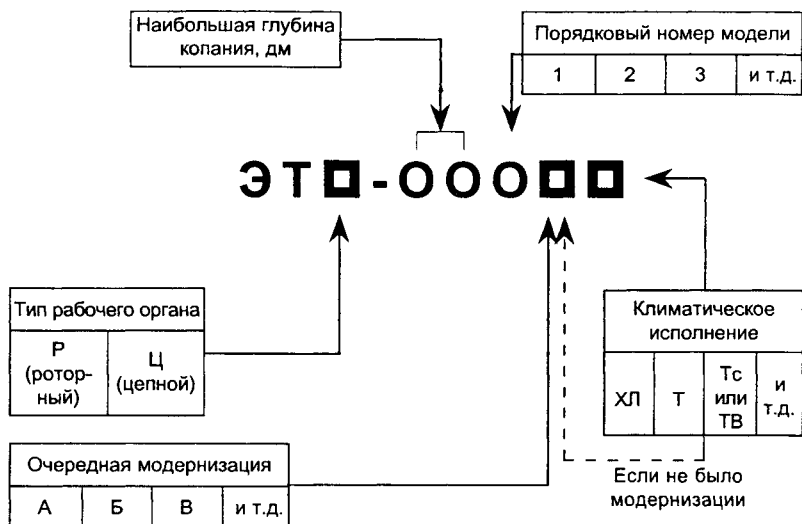 Наибольшая глубина
копания, дм
Порядковый номер модели
1 2 3 и т.д.
ЭТ□-ООО□□
Тип рабочего органа
Р
(ротор-
ный)
Ц
(цепной)
Климатическое
исполнение
ХЛ
Т
Тс
или
ТВ
и
т.д.
Очередная модернизация
А Б В и т.д.
Если не было
модернизации